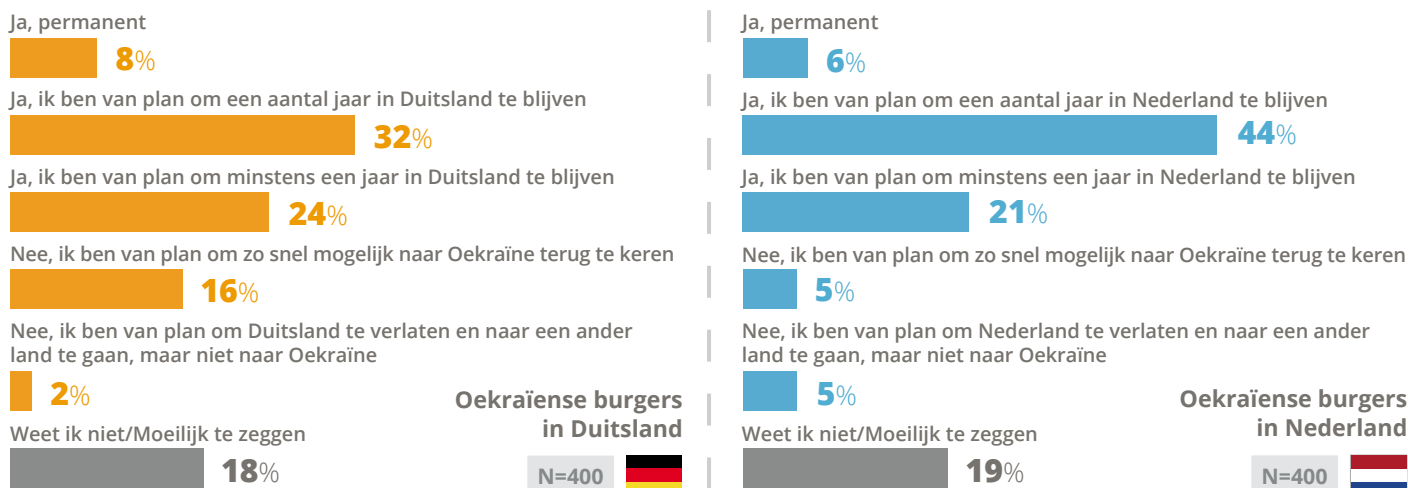 Ja, permanent
8%
Ja, ik ben van plan om een aantal jaar in Duitsland te blijven
32%
Ja, ik ben van plan om minstens een jaar in Duitsland te blijven
24%
Nee, ik ben van plan om zo snel mogelijk naar Oekraïne terug te keren
16%
Nee, ik ben van plan om Duitsland te verlaten en naar een ander
land te gaan, maar niet naar Oekraïne
2%
Weet ik niet/Moeilijk te zeggen
18%
Oekraïense burgers
in Duitsland
N=400
Ja, permanent
6%
Ja, ik ben van plan om een aantal jaar in Nederland te blijven
44%
Ja, ik ben van plan om minstens een jaar in Nederland te blijven
21%
Nee, ik ben van plan om zo snel mogelijk naar Oekraïne terug te keren
5%
Nee, ik ben van plan om Nederland te verlaten en naar een ander
land te gaan, maar niet naar Oekraïne
5%
Weet ik niet/Moeilijk te zeggen
19%
Oekraïense burgers
in Nederland
N=400